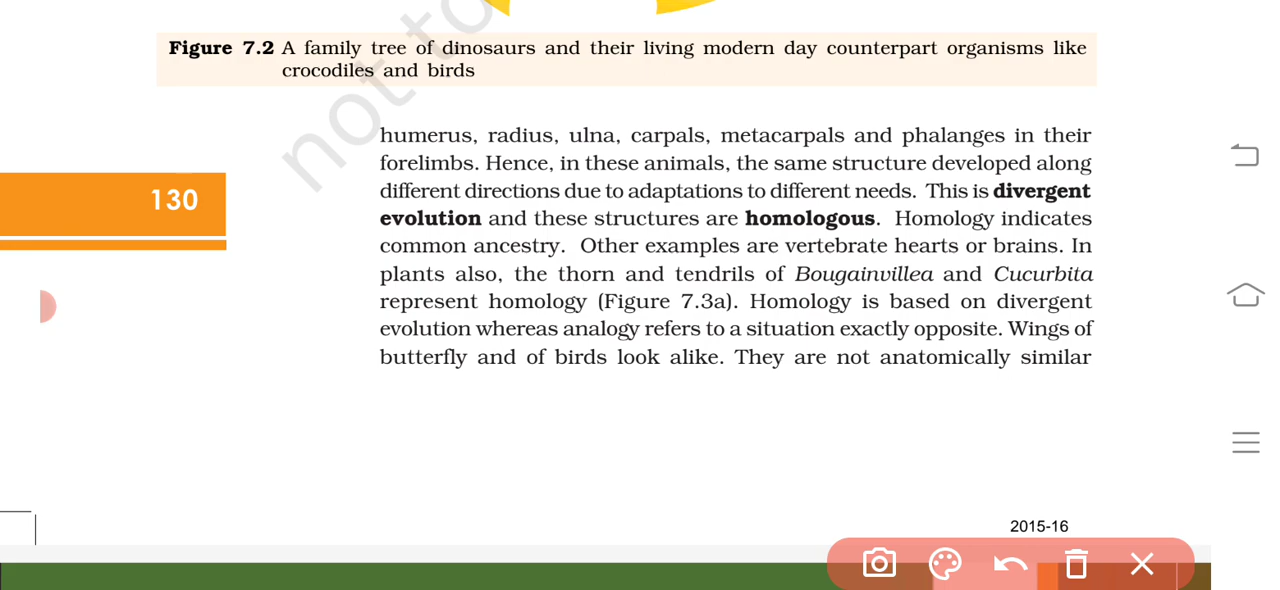 Figure 7.2 A family tree of dinosaurs and their living modern day counterpart organisms like
crocodiles and birds
not to
humerus, radius, ulna, carpals, metacarpals and phalanges in their
forelimbs. Hence, in these animals, the same structure developed along
different directions due to adaptations to different needs. This is divergent
evolution and these structures are homologous. Homology indicates
common ancestry. Other examples are vertebrate hearts or brains. In
plants also, the thorn and tendrils of Bougainvillea and Cucurbita
represent homology (Figure 7.3a). Homology is based on divergent
evolution whereas analogy refers to a situation exactly opposite. Wings of
butterfly and of birds look alike. They are not anatomically similar
130
2015-16